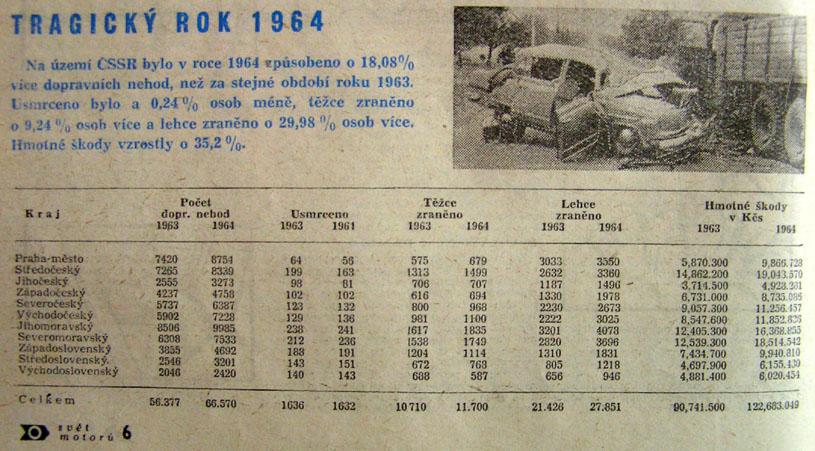 TRAGICKÝ ROK 1964
Na území ČSSR bylo v roce 1964 způsobeno o 18,08%
více dopravních nehod, než za stejné období roku 1963.
Usmrceno bylo a 0,24 % osob méně, těžce zraněno
o 9,24 % osob více a lehce zraněno o 29,98 % osob více.
Hmotné škody vzrostly o 35,2 %.
Kraj Počet dopr. nehod Usmrceno Těžce zraněno Lehce zraněno Hmotné škody v Kčs
1963 1964 1963 1964 1963 1964 1963 1964 1963 1964
Praha-město 7420 8754 64 56 575 679 3033 3550 5,870.300 9,866.728
Středočeský 7265 8339 199 163 1313 1499 2632 3360 14,862.200 19,043.570
Jihočeský 2555 3273 98 81 706 707 1187 1496 3,714.500 4,923.261
Západočeský 4237 4758 102 102 616 694 1330 1978 6,731.000 8,735.086
Severočeský 5737 6387 123 132 800 968 2230 2673 9,057.300 11,256.457
Východočeský 5902 7228 129 136 981 1100 2222 3025 8,547.600 11,852.826
Jihomoravský 8506 9985 238 241 1617 1835 3201 4078 12,405.300 16,368.855
Severomoravský 6308 7533 212 236 1538 1749 2820 3696 12,539.300 18,514.542
Západoslovenský 3855 4692 188 191 1204 1114 1310 1831 7,434.700 9,940.810
Středoslovenský. 2546 3201 143 151 672 768 805 1218 4,697.900 6,155.430
Východoslovenský 2046 2420 140 143 688 587 656 946 4,881.400 6,020.454
Celkem 56.377 66.570 1636 1632 10 710 11.700 21.426 27.851 90,741.500 122,683.049
svět
motorů 6